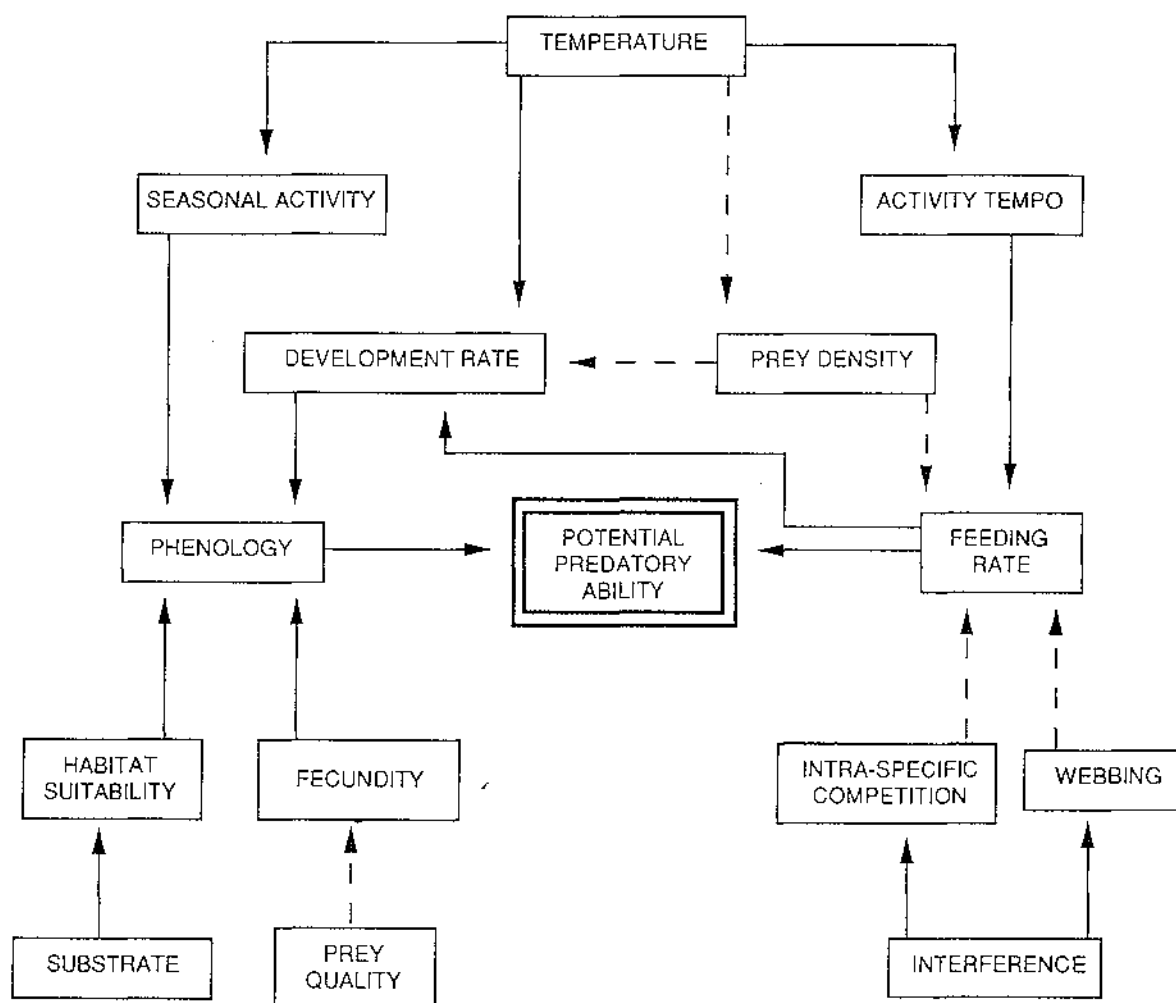 TEMPERATURE
SEASONAL ACTIVITY
ACTIVITY TEMPO
DEVELOPMENT RATE
PREY DENSITY
PHENOLOGY
POTENTIAL
PREDATORY
ABILITY
FEEDING
RATE
HABITAT
SUITABILITY
FECUNDITY
INTRA-SPECIFIC
COMPETITION
WEBBING
SUBSTRATE
PREY
QUALITY
INTERFERENCE